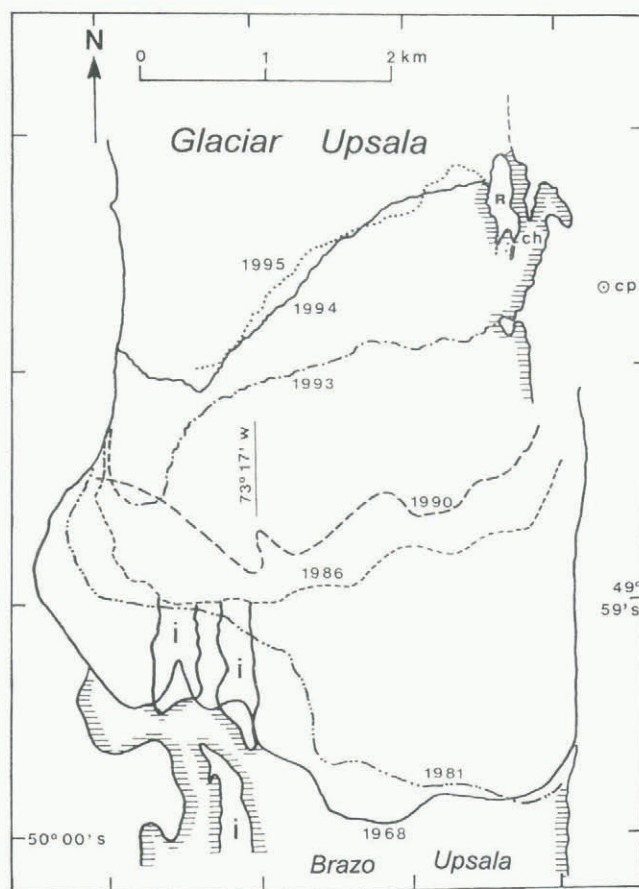 N
0 1 2 km
Glaciar Upsala
R
ch
1995
cp
1994
1993
73° 17' W
1990
1986
49°
59's
i
i
1981
1968
50° 00's
i
Brazo Upsala